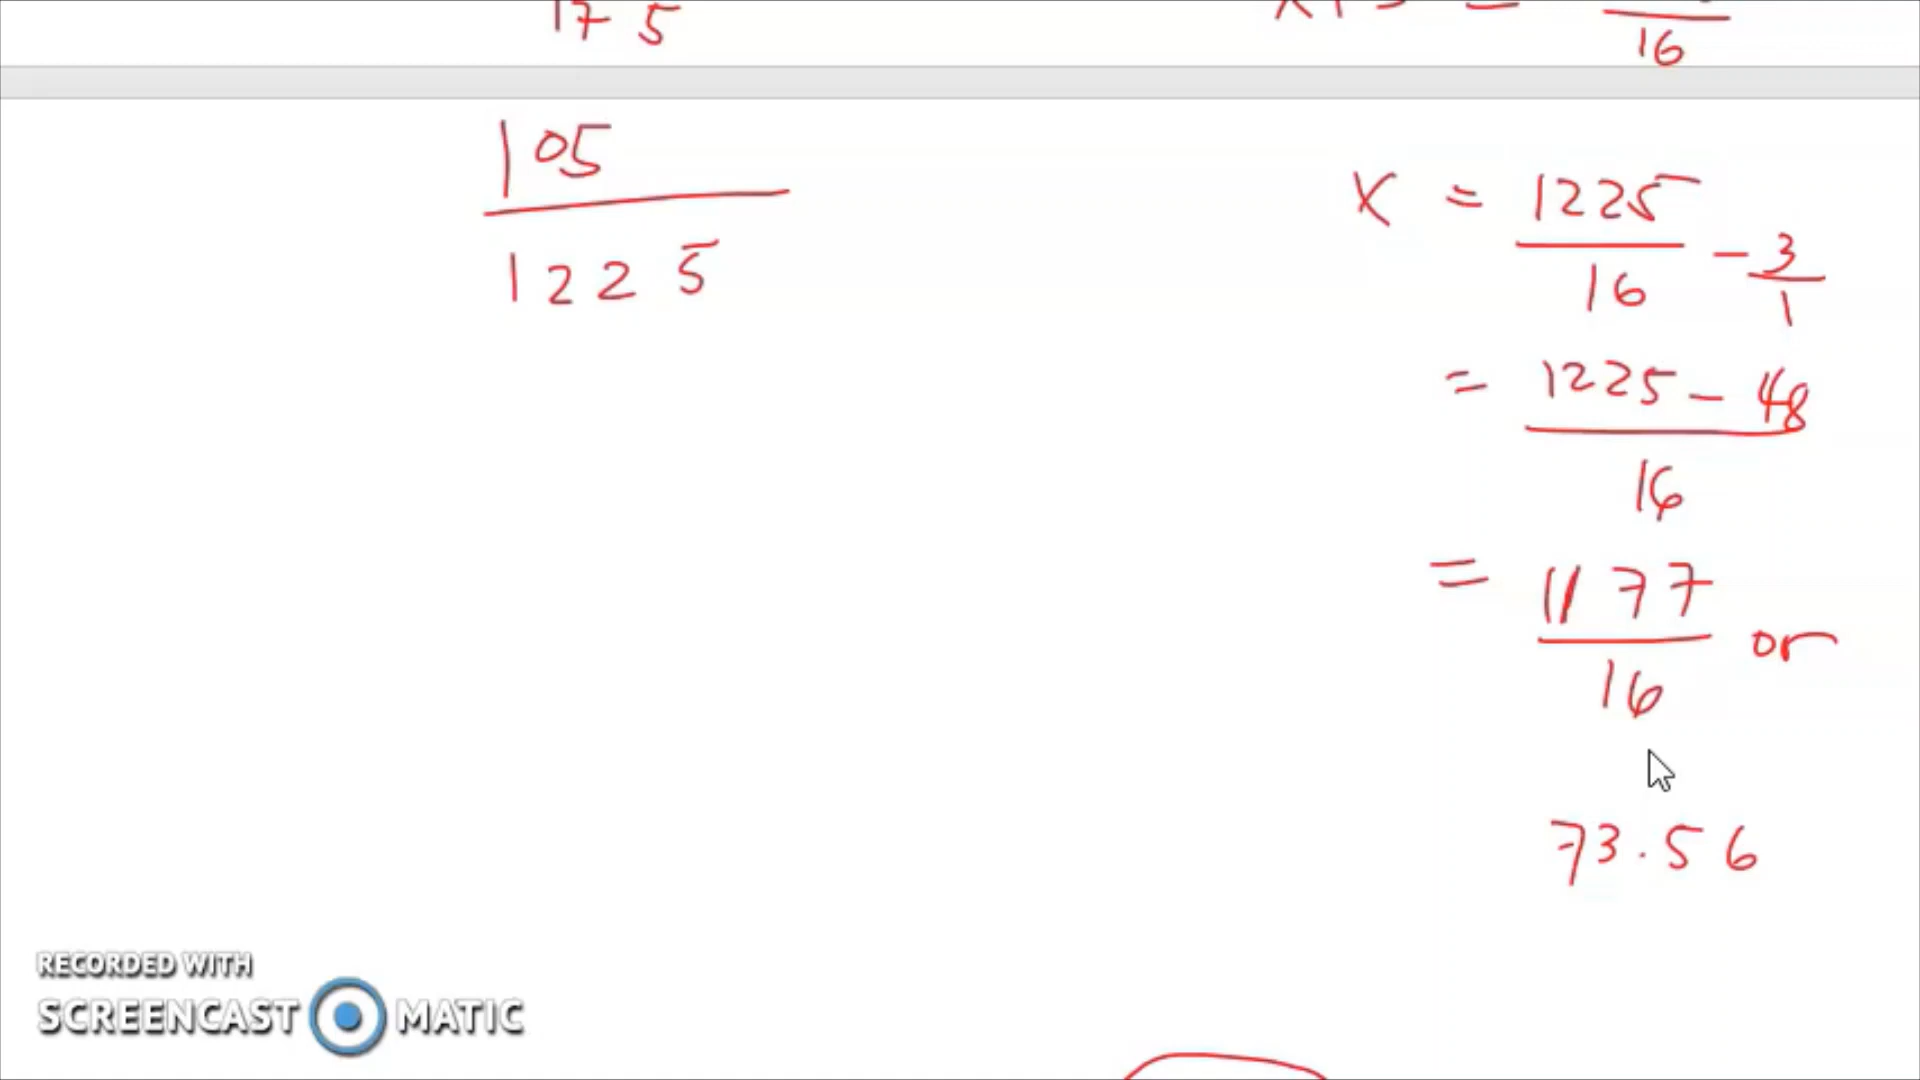 175
x+3 = /16
105
1225
x = 1225/16 - 3/1
= 1225 - 48/16
= 1177/16 or
73.56
RECORDED WITH
SCREENCAST MATIC